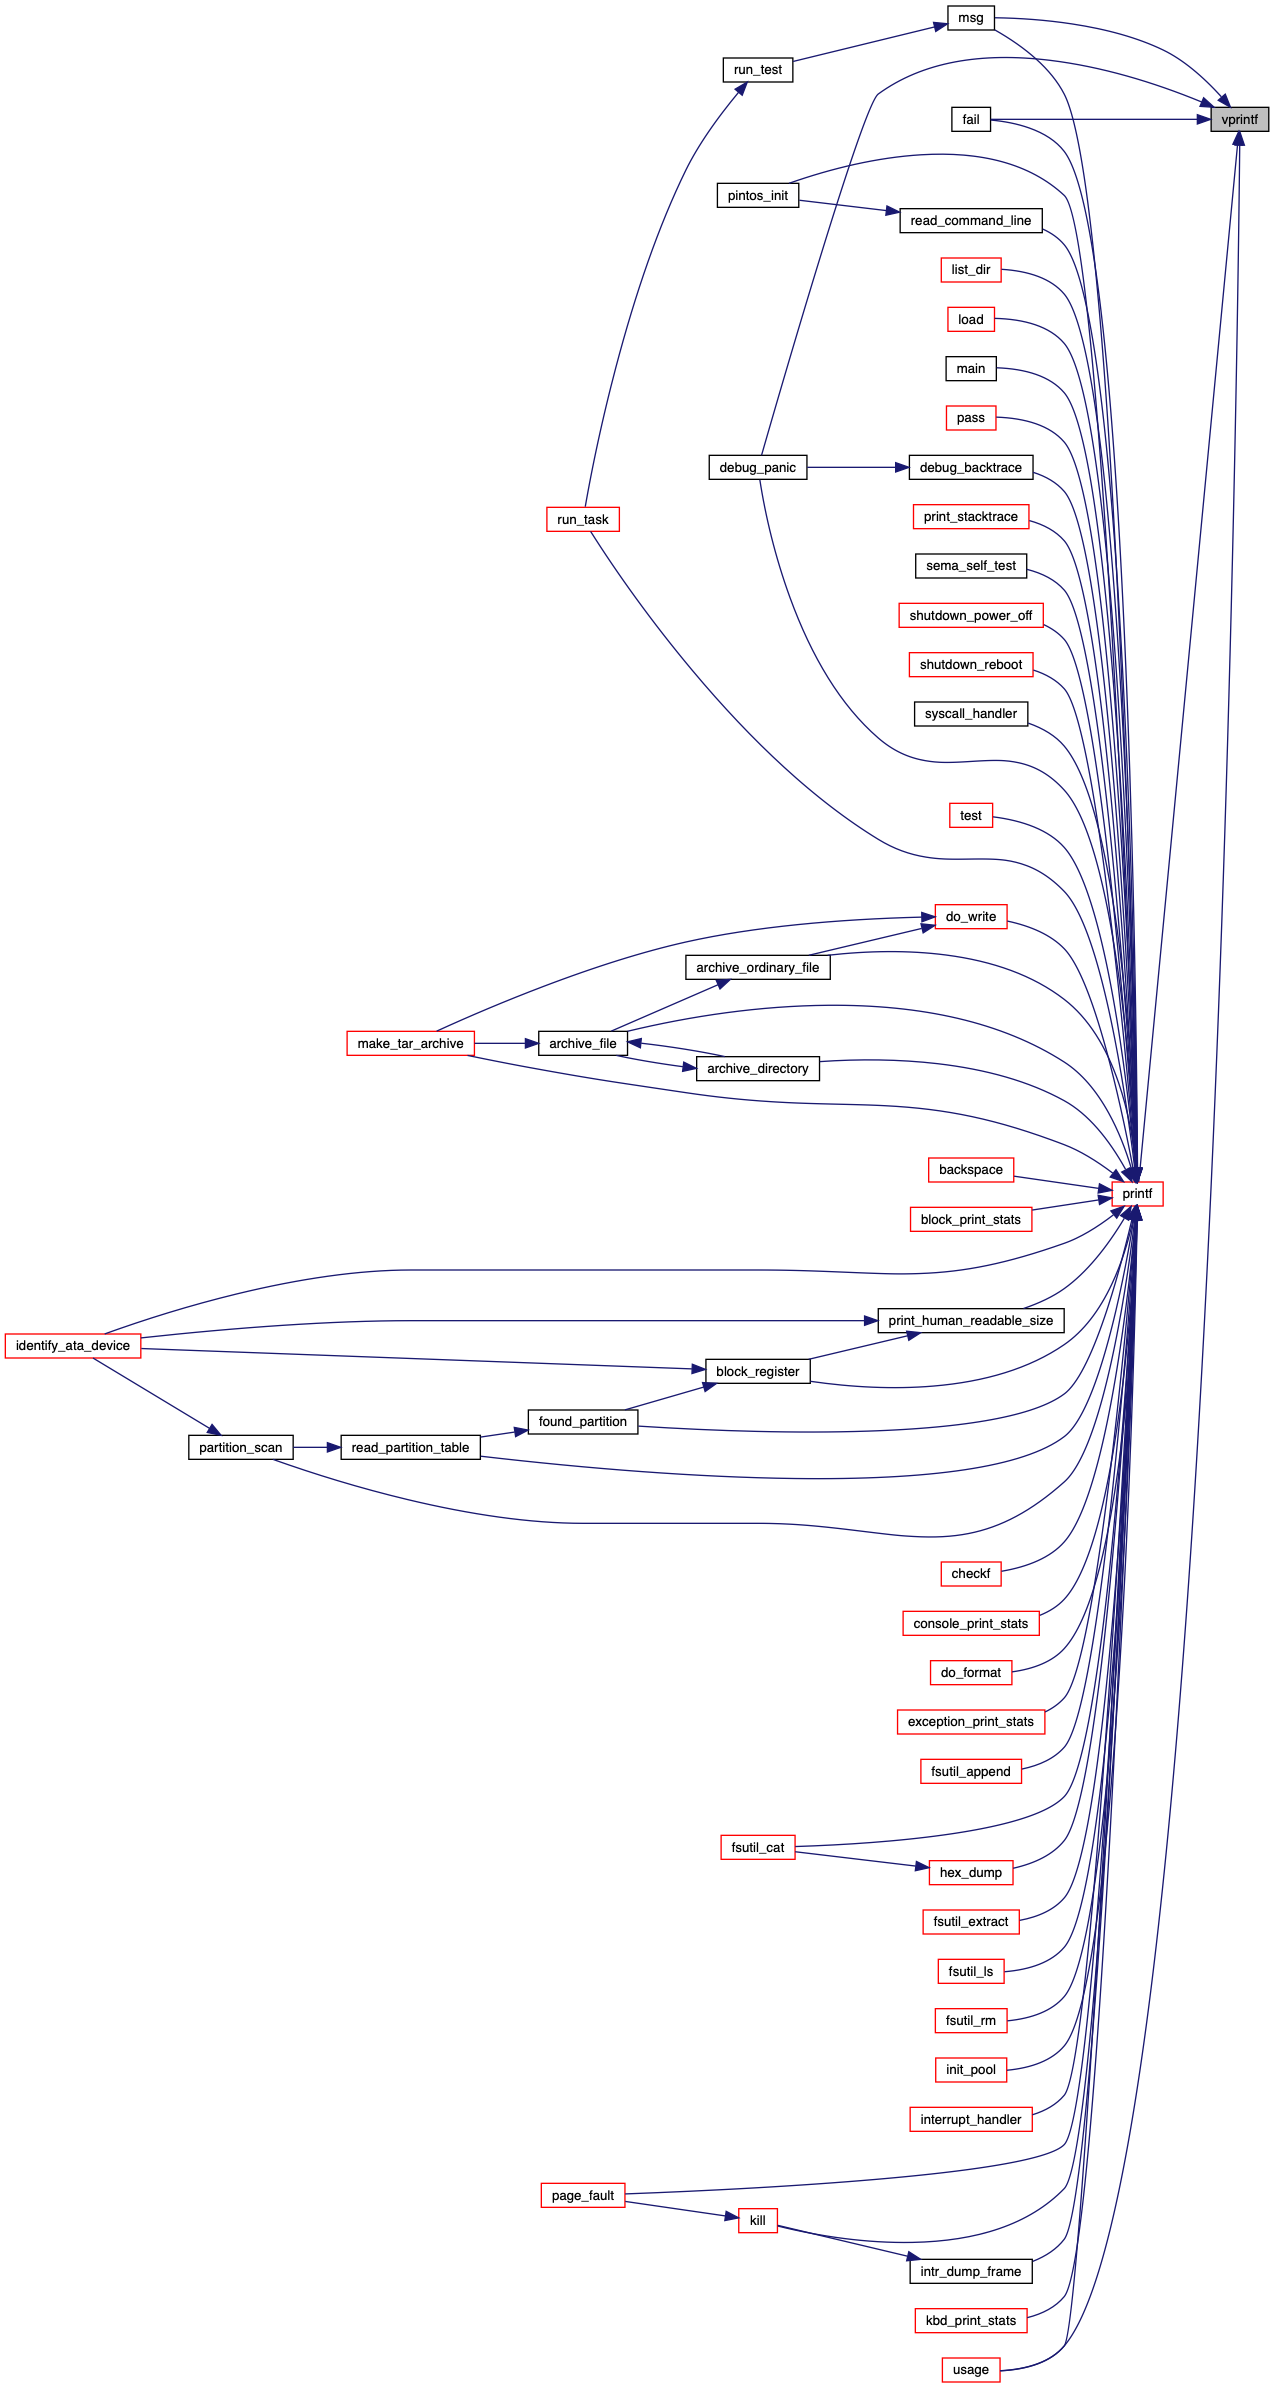 msg
run_test
vprintf
fail
pintos_init
read_command_line
list_dir
load
main
pass
debug_panic
debug_backtrace
run_task
print_stacktrace
sema_self_test
shutdown_power_off
shutdown_reboot
syscall_handler
test
do_write
archive_ordinary_file
make_tar_archive
archive_file
archive_directory
backspace
printf
block_print_stats
print_human_readable_size
identify_ata_device
block_register
found_partition
partition_scan
read_partition_table
checkf
console_print_stats
do_format
exception_print_stats
fsutil_append
fsutil_cat
hex_dump
fsutil_extract
fsutil_ls
fsutil_rm
init_pool
interrupt_handler
page_fault
kill
intr_dump_frame
kbd_print_stats
usage